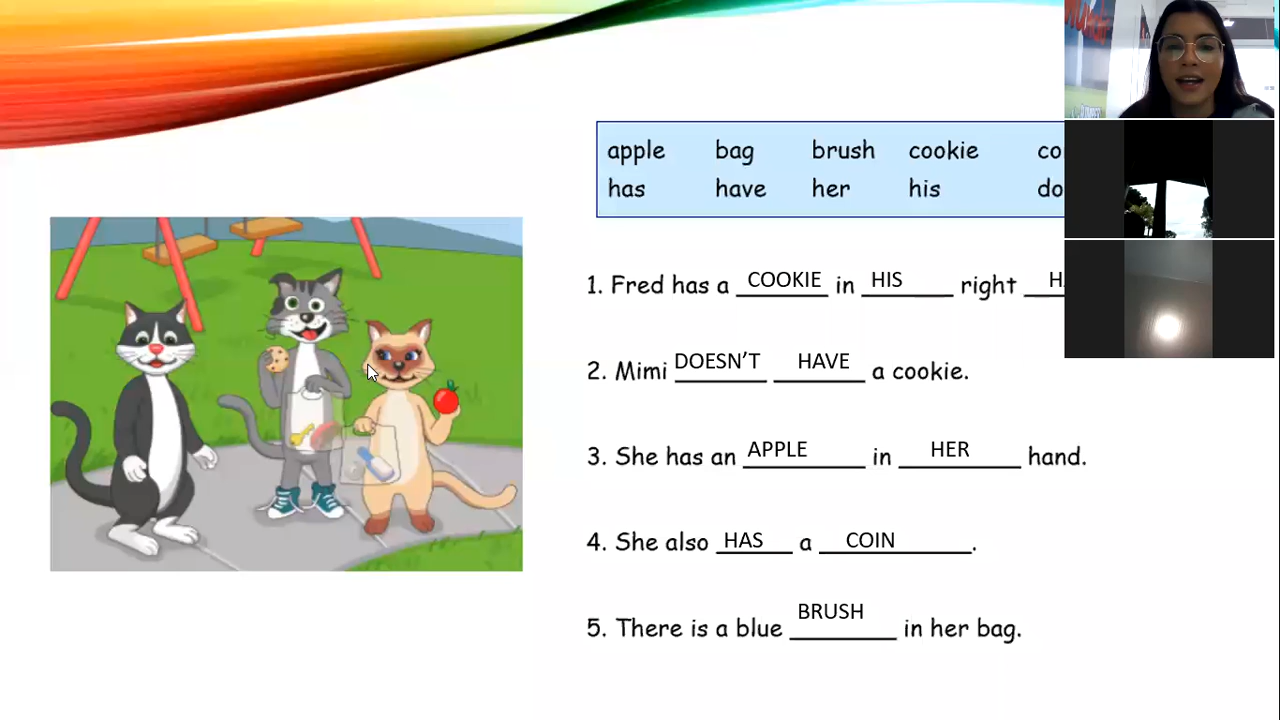 apple bag brush cookie
has have her his
1. Fred has a COOKIE in HIS right
2. Mimi DOESN'T HAVE a cookie.
3. She has an APPLE in HER hand.
4. She also HAS a COIN.
5. There is a blue BRUSH in her bag.